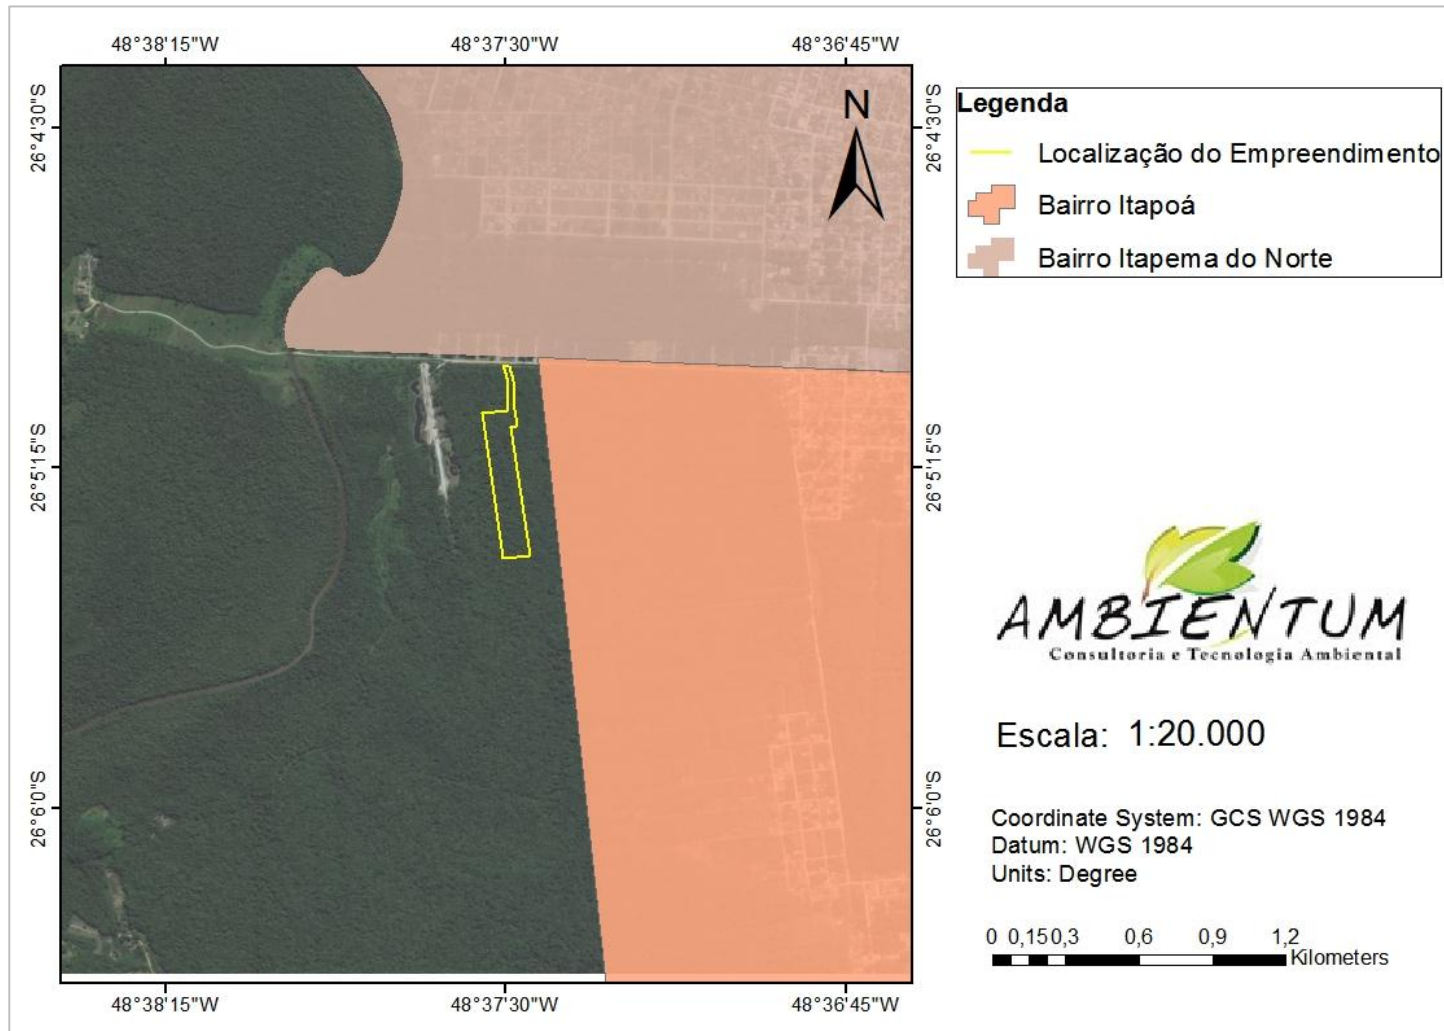 48°38'15"W
48°37'30"W
48°36'45"W
26°4'30"S
26°4'30"S
N
Legenda
Localização do Empreendimento
Bairro Itapoá
Bairro Itapema do Norte
26°5'15"S
26°5'15"S
AMBIENTUM
Consultoria e Tecnologia Ambiental
Escala: 1:20.000
26°6'0"S
26°6'0"S
Coordinate System: GCS WGS 1984
Datum: WGS 1984
Units: Degree
0 0,15 0,3 0,6 0,9 1,2
Kilometers
48°38'15"W
48°37'30"W
48°36'45"W